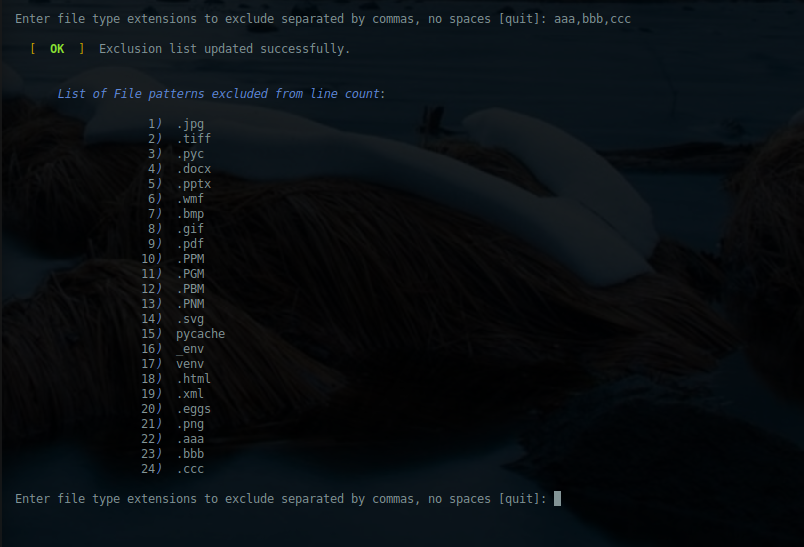 Enter file type extensions to exclude separated by commas, no spaces [quit]: aaa,bbb,ccc
[  OK  ]  Exclusion list updated successfully.
List of File patterns excluded from line count:
1)  .jpg
2)  .tiff
3)  .pyc
4)  .docx
5)  .pptx
6)  .wmf
7)  .bmp
8)  .gif
9)  .pdf
10)  .PPM
11)  .PGM
12)  .PBM
13)  .PNM
14)  .svg
15)  pycache
16)  _env
17)  venv
18)  .html
19)  .xml
20)  .eggs
21)  .png
22)  .aaa
23)  .bbb
24)  .ccc
Enter file type extensions to exclude separated by commas, no spaces [quit]: